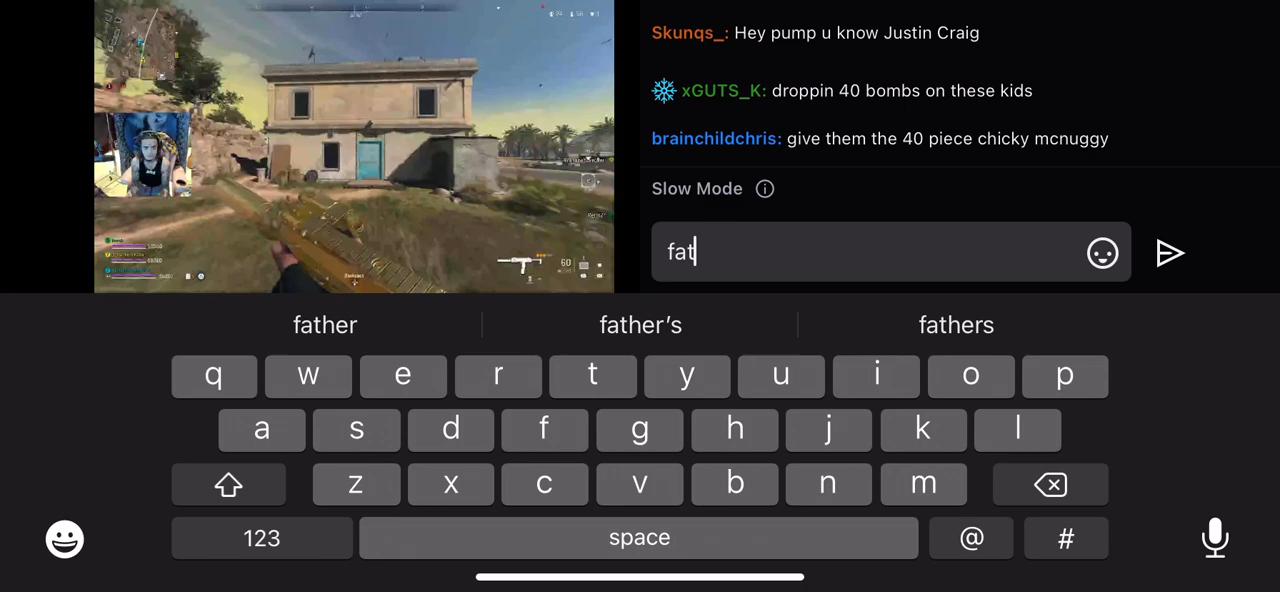 Skunqs_: Hey pump u know Justin Craig
xGUTS_K: droppin 40 bombs on these kids
brainchildchris: give them the 40 piece chicky mcnuggy
Slow Mode
fat
father father’s fathers
q w e r t y u i o p
a s d f g h j k l
z x c v b n m
123 space @ #
60